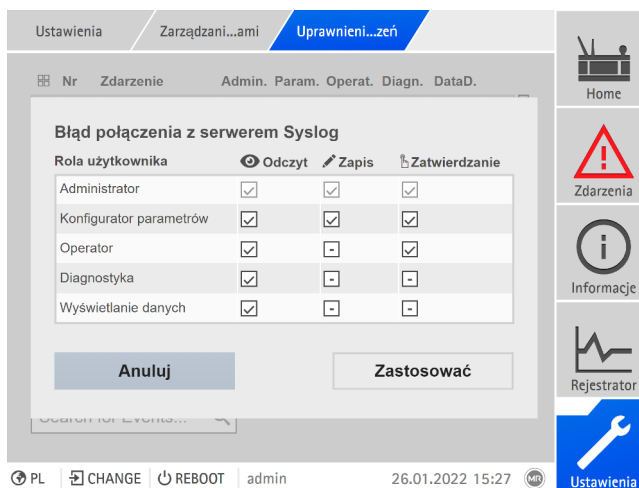 Ustawienia Zarządzani...ami Uprawnieni...zeń
Nr Zdarzenie Admin. Param. Operat. Diagn. DataD.
Błąd połączenia z serwerem Syslog
Rola użytkownika Odczyt Zapis Zatwierdzanie
Administrator
Konfigurator parametrów
Operator
Diagnostyka
Wyświetlanie danych
Anuluj Zastosować
Search for Events...
PL CHANGE REBOOT admin 26.01.2022 15:27 MR
Home
Zdarzenia
Informacje
Rejestrator
Ustawienia